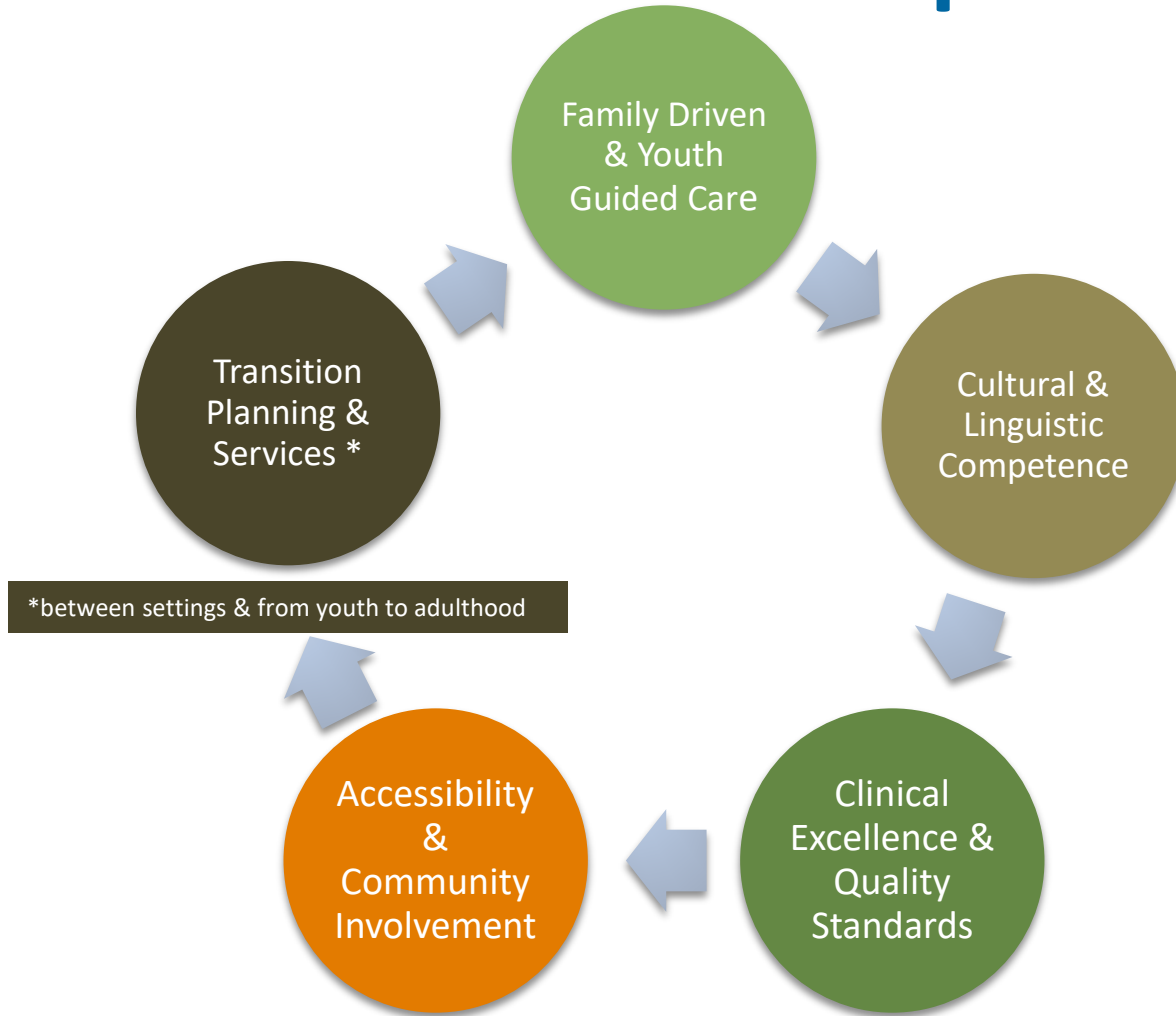 Family Driven
& Youth
Guided Care
Cultural &
Linguistic
Competence
Clinical
Excellence &
Quality
Standards
Accessibility
&
Community
Involvement
Transition
Planning &
Services *
*between settings & from youth to adulthood